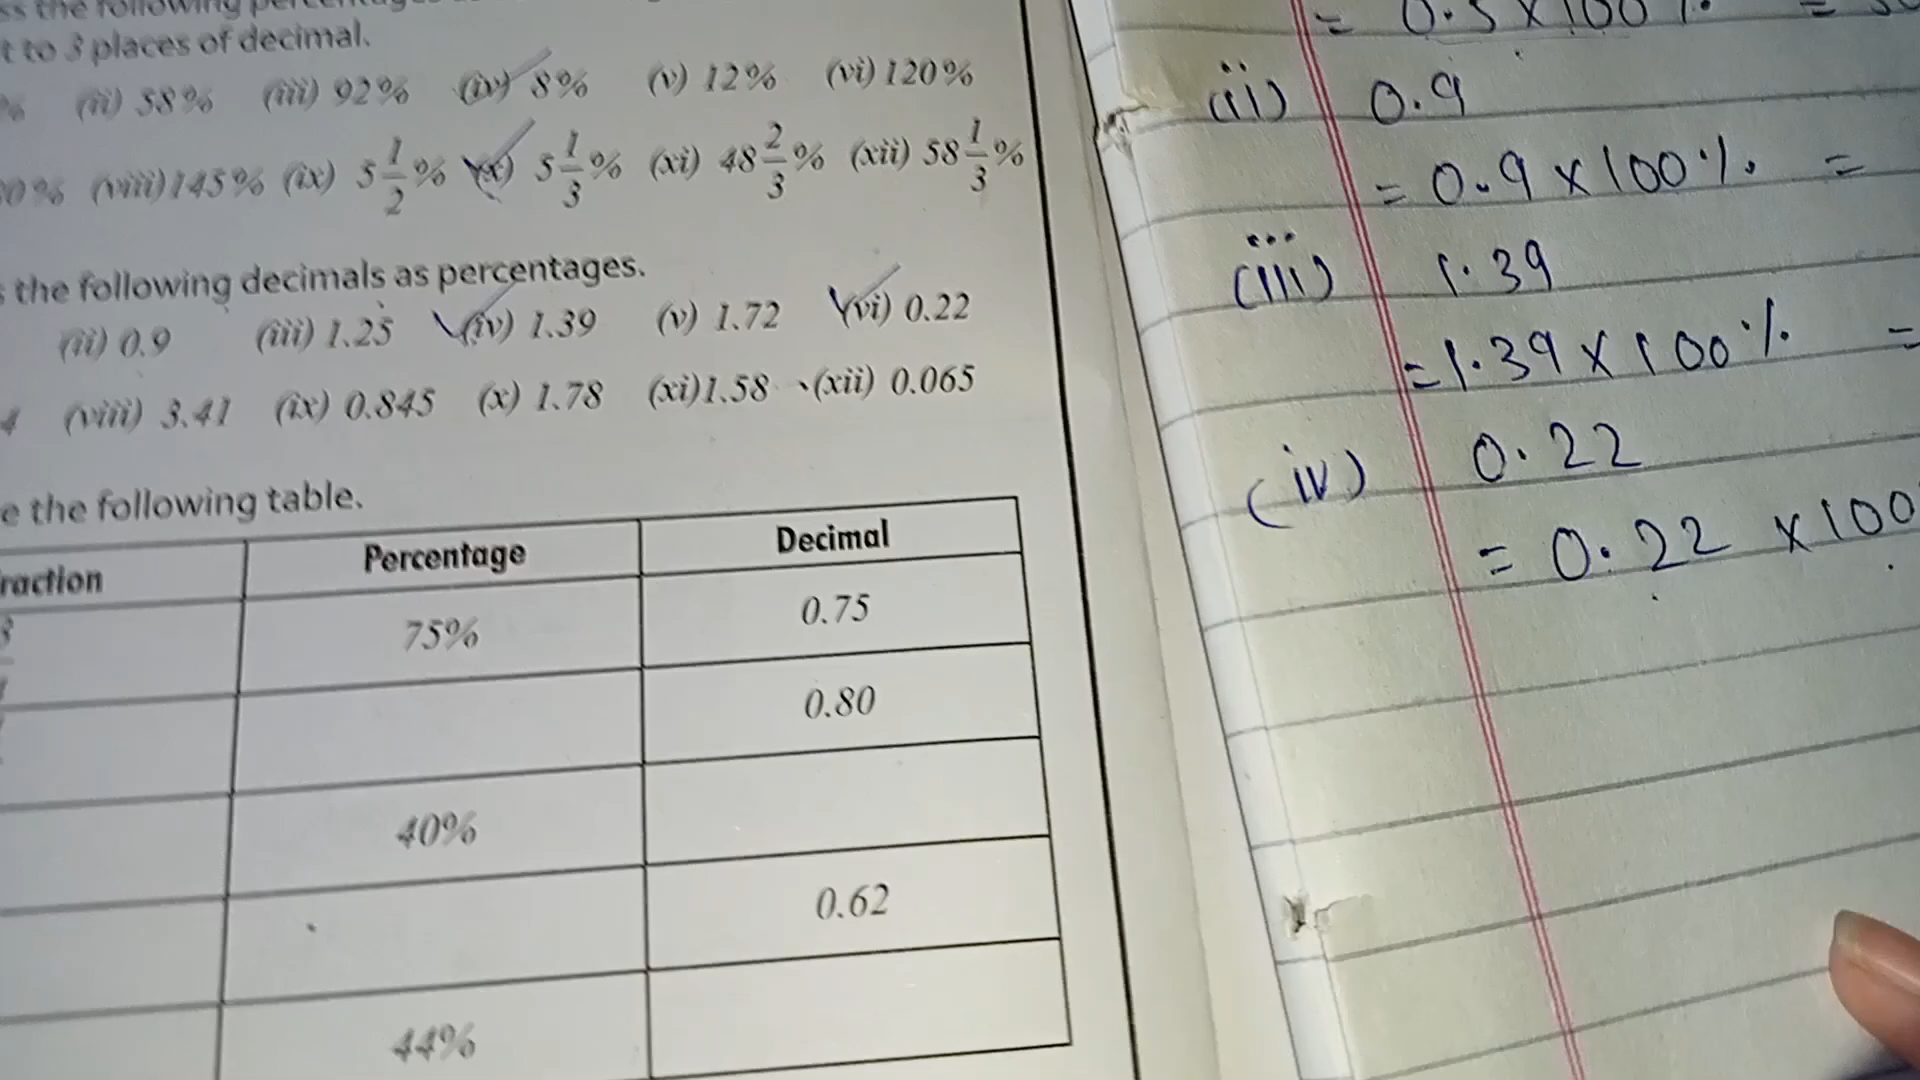 the following percentages
t to 3 places of decimal.
% (ii) 58% (iii) 92% (iv) 8% (v) 12% (vi) 120%
0% (viii) 145% (ix) 5 1/2 % (x) 5 1/3 % (xi) 48 2/3 % (xii) 58 1/3 %
the following decimals as percentages.
(ii) 0.9 (iii) 1.25 (iv) 1.39 (v) 1.72 (vi) 0.22
4 (viii) 3.41 (ix) 0.845 (x) 1.78 (xi) 1.58 (xii) 0.065
e the following table.
raction Percentage Decimal
75% 0.75
0.80
40%
0.62
44%
= 0.5 x 100 % =
(ii) 0.9
= 0.9 x 100 % =
(iii) 1.39
= 1.39 x 100 % =
(iv) 0.22
= 0.22 x 100